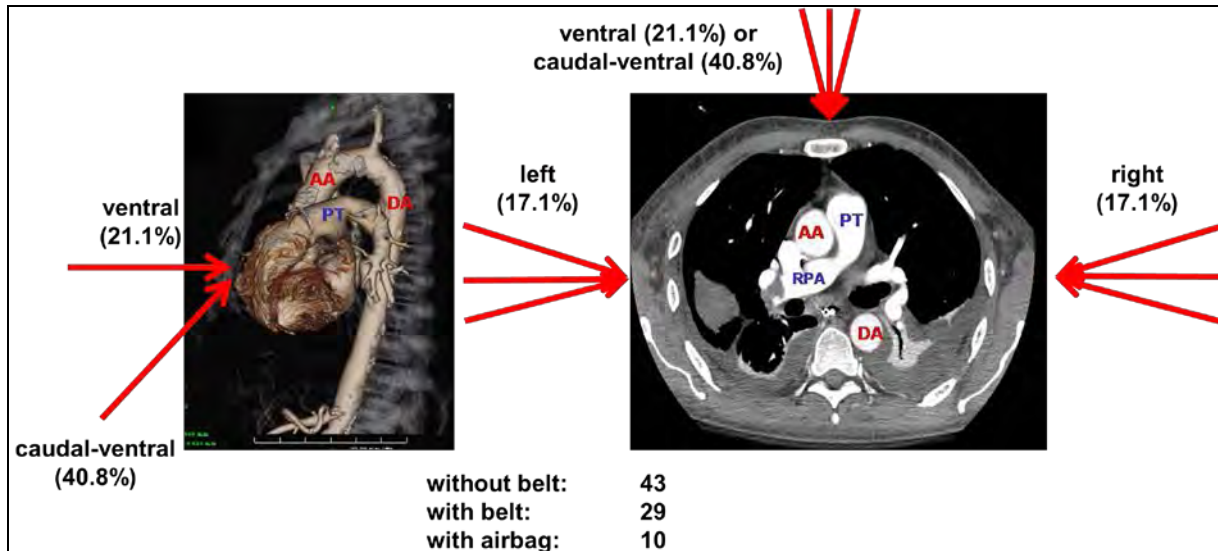 ventral (21.1%) or
caudal-ventral (40.8%)
AA
PT
DA
ventral
(21.1%)
caudal-ventral
(40.8%)
left
(17.1%)
AA
PT
RPA
DA
right
(17.1%)
without belt: 43
with belt: 29
with airbag: 10